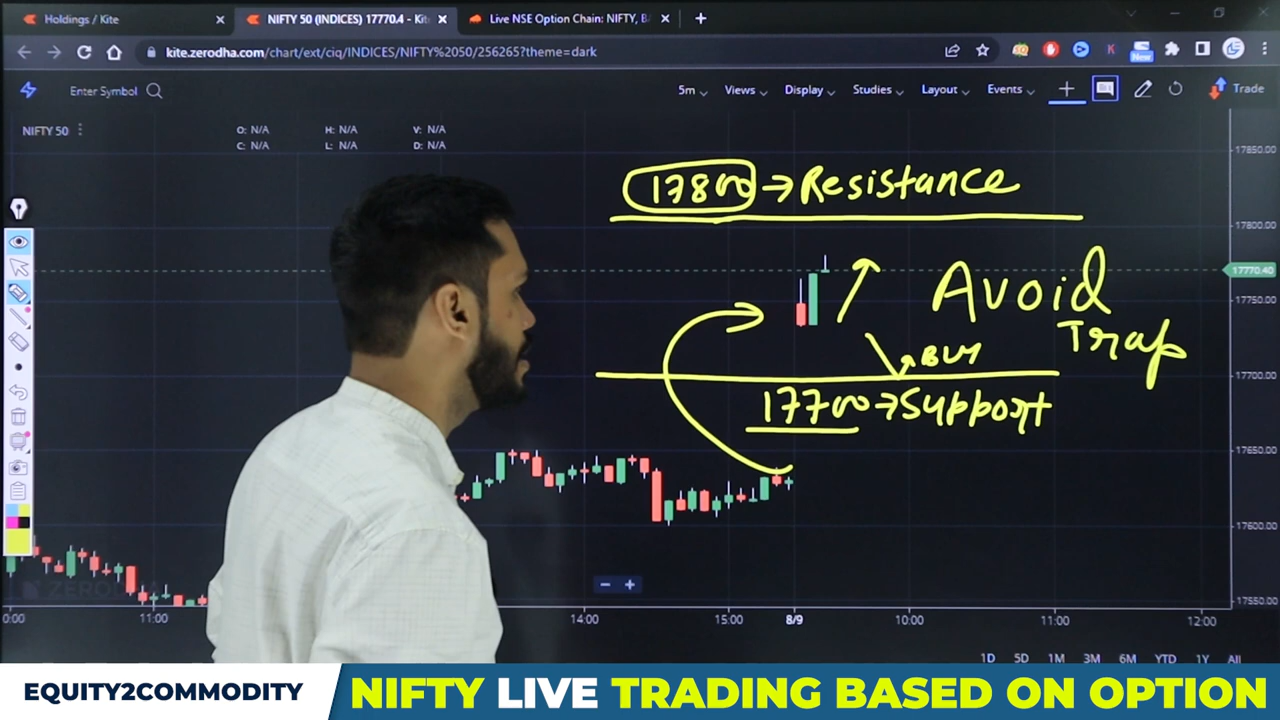 Holdings / Kite
NIFTY 50 (INDICES) 17770.4 - Kit
Live NSE Option Chain: NIFTY, B
kite.zerodha.com/chart/ext/ciq/INDICES/NIFTY%2050/256265?theme=dark
New
Enter Symbol
5m Views Display Studies Layout Events Trade
NIFTY 50
O: N/A H: N/A V: N/A
C: N/A L: N/A D: N/A
17850.00
17800 → Resistance
17800.00
17770.40
Avoid
Trap
17750.00
BUY
17700.00
17700 → Support
17650.00
17600.00
17550.00
0:00 11:00 14:00 15:00 8/9 10:00 11:00 12:00
1D 5D 1M 3M 6M YTD 1Y All
EQUITY2COMMODITY
NIFTY LIVE TRADING BASED ON OPTION